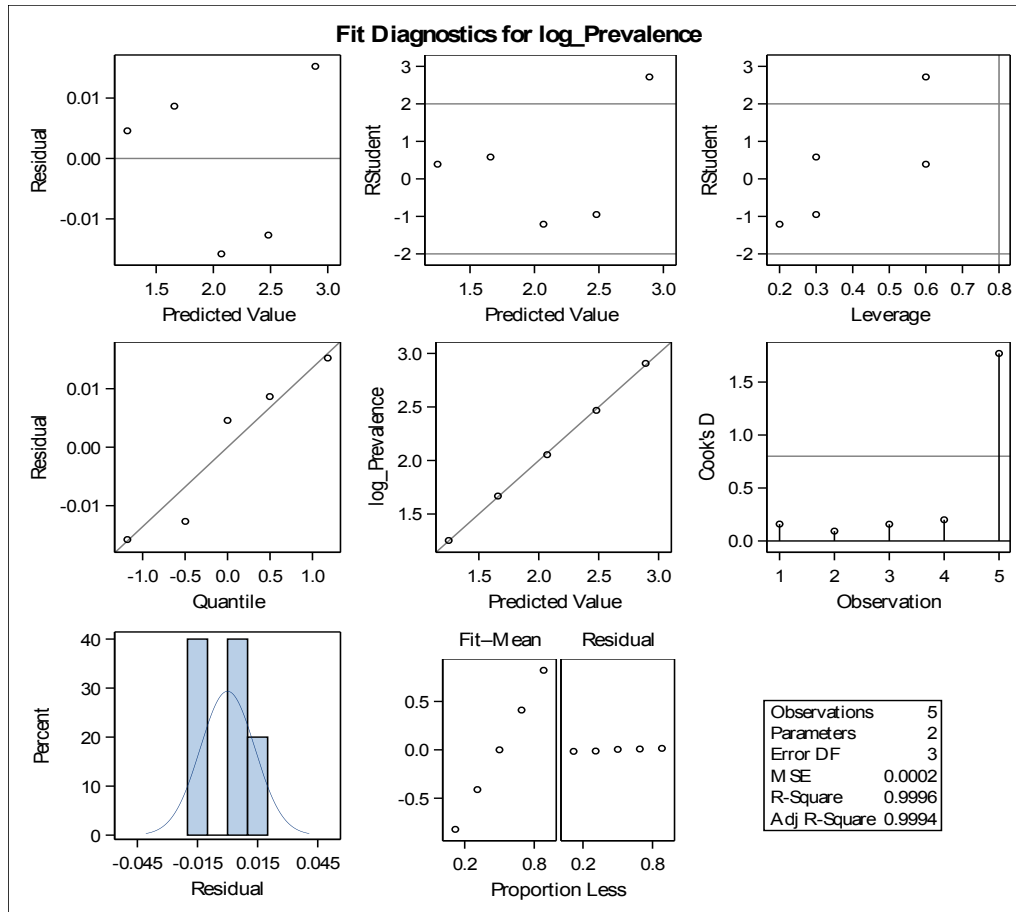 Fit Diagnostics for log_Prevalence
Residual
0.01
0.00
-0.01
1.5 2.0 2.5 3.0
Predicted Value
RStudent
3
2
1
0
-1
-2
1.5 2.0 2.5 3.0
Predicted Value
RStudent
3
2
1
0
-1
-2
0.2 0.3 0.4 0.5 0.6 0.7 0.8
Leverage
Residual
0.01
0.00
-0.01
-1.0 -0.5 0.0 0.5 1.0
Quantile
log_Prevalence
3.0
2.5
2.0
1.5
1.5 2.0 2.5 3.0
Predicted Value
Cook's D
1.5
1.0
0.5
0.0
1 2 3 4 5
Observation
Percent
40
30
20
10
0
-0.045 -0.015 0.015 0.045
Residual
Fit–Mean Residual
0.5
0.0
-0.5
0.2 0.8 0.2 0.8
Proportion Less
Observations 5
Parameters 2
Error DF 3
MSE 0.0002
R-Square 0.9996
Adj R-Square 0.9994